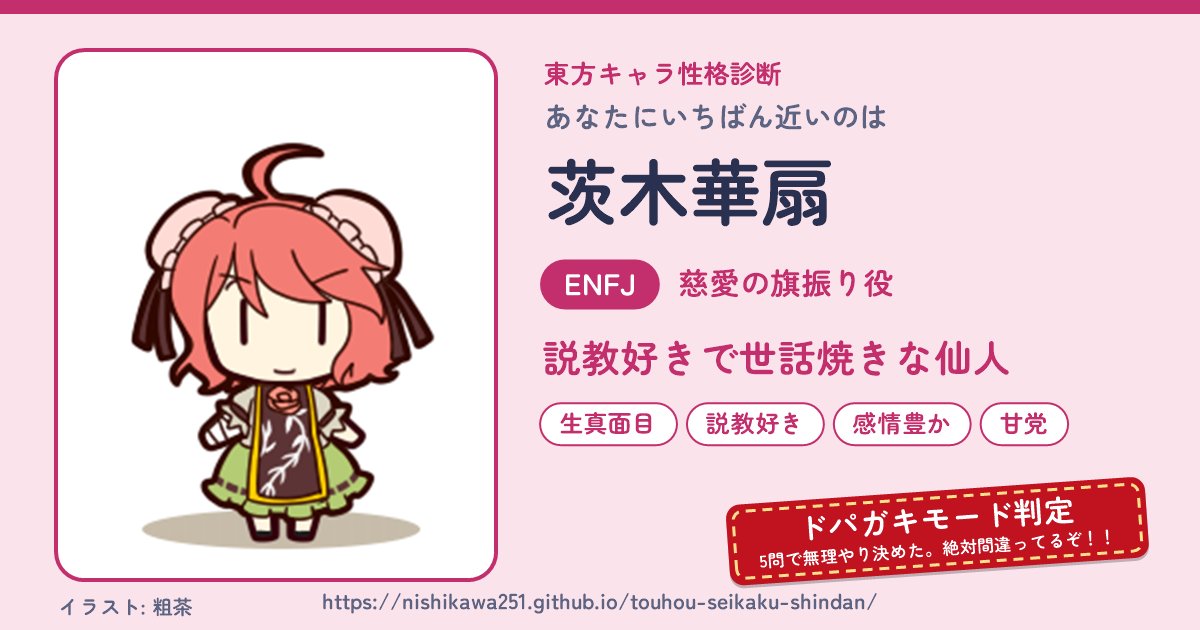 東方キャラ性格診断
あなたにいちばん近いのは
茨木華扇
ENFJ 慈愛の旗振り役
説教好きで世話焼きな仙人
生真面目 説教好き 感情豊か 甘党
ドパガキモード判定
5問で無理やり決めた。絶対間違ってるぞ！！
イラスト: 粗茶
https://nishikawa251.github.io/touhou-seikaku-shindan/